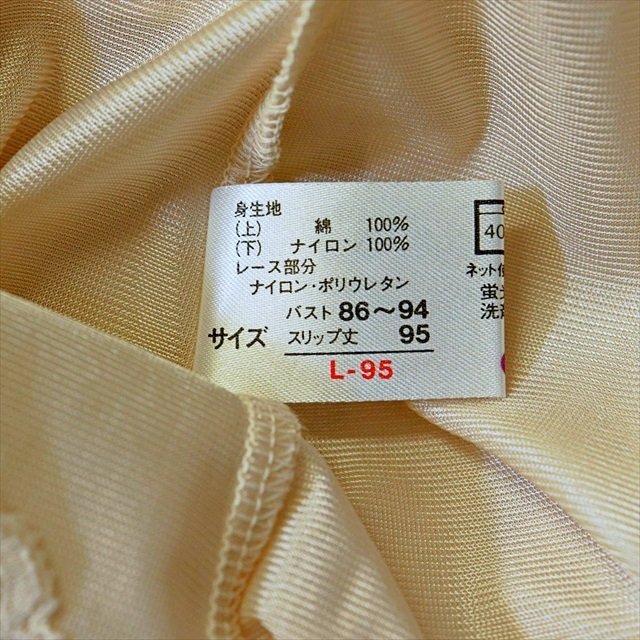 身生地
(上) 綿 100%
(下) ナイロン 100%
レース部分
ナイロン・ポリウレタン
バスト 86～94
サイズ スリップ丈 95
L-95
40
ネット
洗